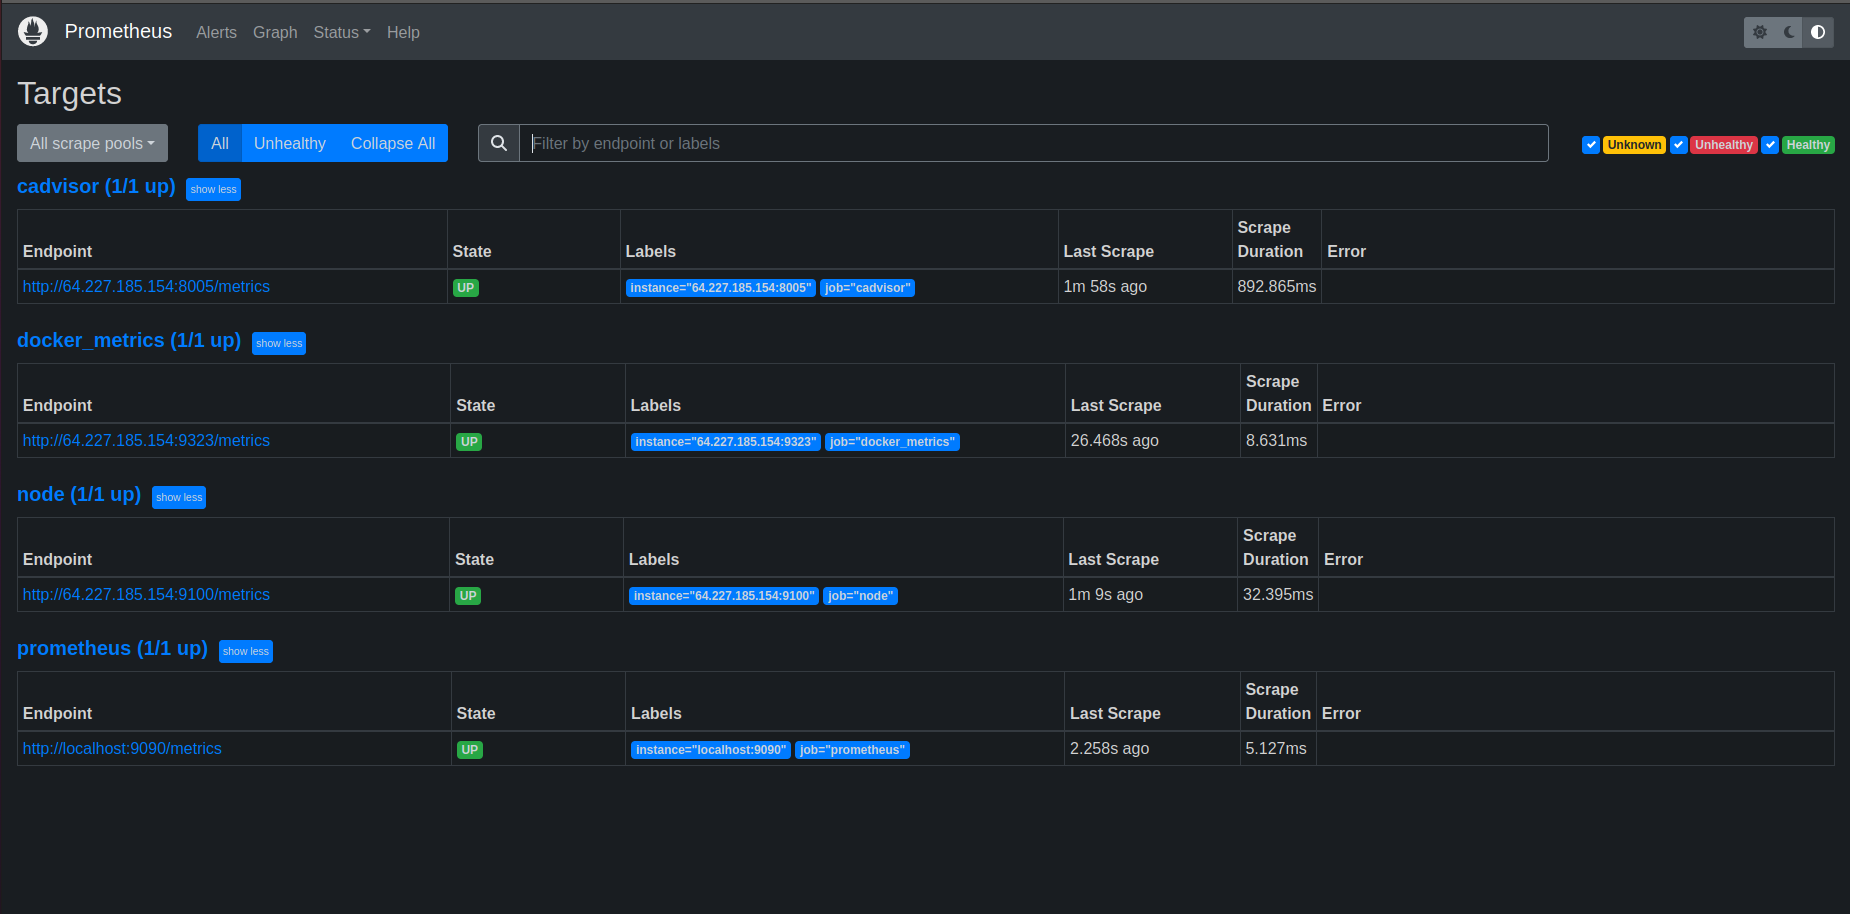 Prometheus Alerts Graph Status Help
Targets
All scrape pools All Unhealthy Collapse All Filter by endpoint or labels Unknown Unhealthy Healthy
cadvisor (1/1 up) show less
Endpoint State Labels Last Scrape Scrape Duration Error
http://64.227.185.154:8005/metrics UP instance="64.227.185.154:8005" job="cadvisor" 1m 58s ago 892.865ms
docker_metrics (1/1 up) show less
Endpoint State Labels Last Scrape Scrape Duration Error
http://64.227.185.154:9323/metrics UP instance="64.227.185.154:9323" job="docker_metrics" 26.468s ago 8.631ms
node (1/1 up) show less
Endpoint State Labels Last Scrape Scrape Duration Error
http://64.227.185.154:9100/metrics UP instance="64.227.185.154:9100" job="node" 1m 9s ago 32.395ms
prometheus (1/1 up) show less
Endpoint State Labels Last Scrape Scrape Duration Error
http://localhost:9090/metrics UP instance="localhost:9090" job="prometheus" 2.258s ago 5.127ms